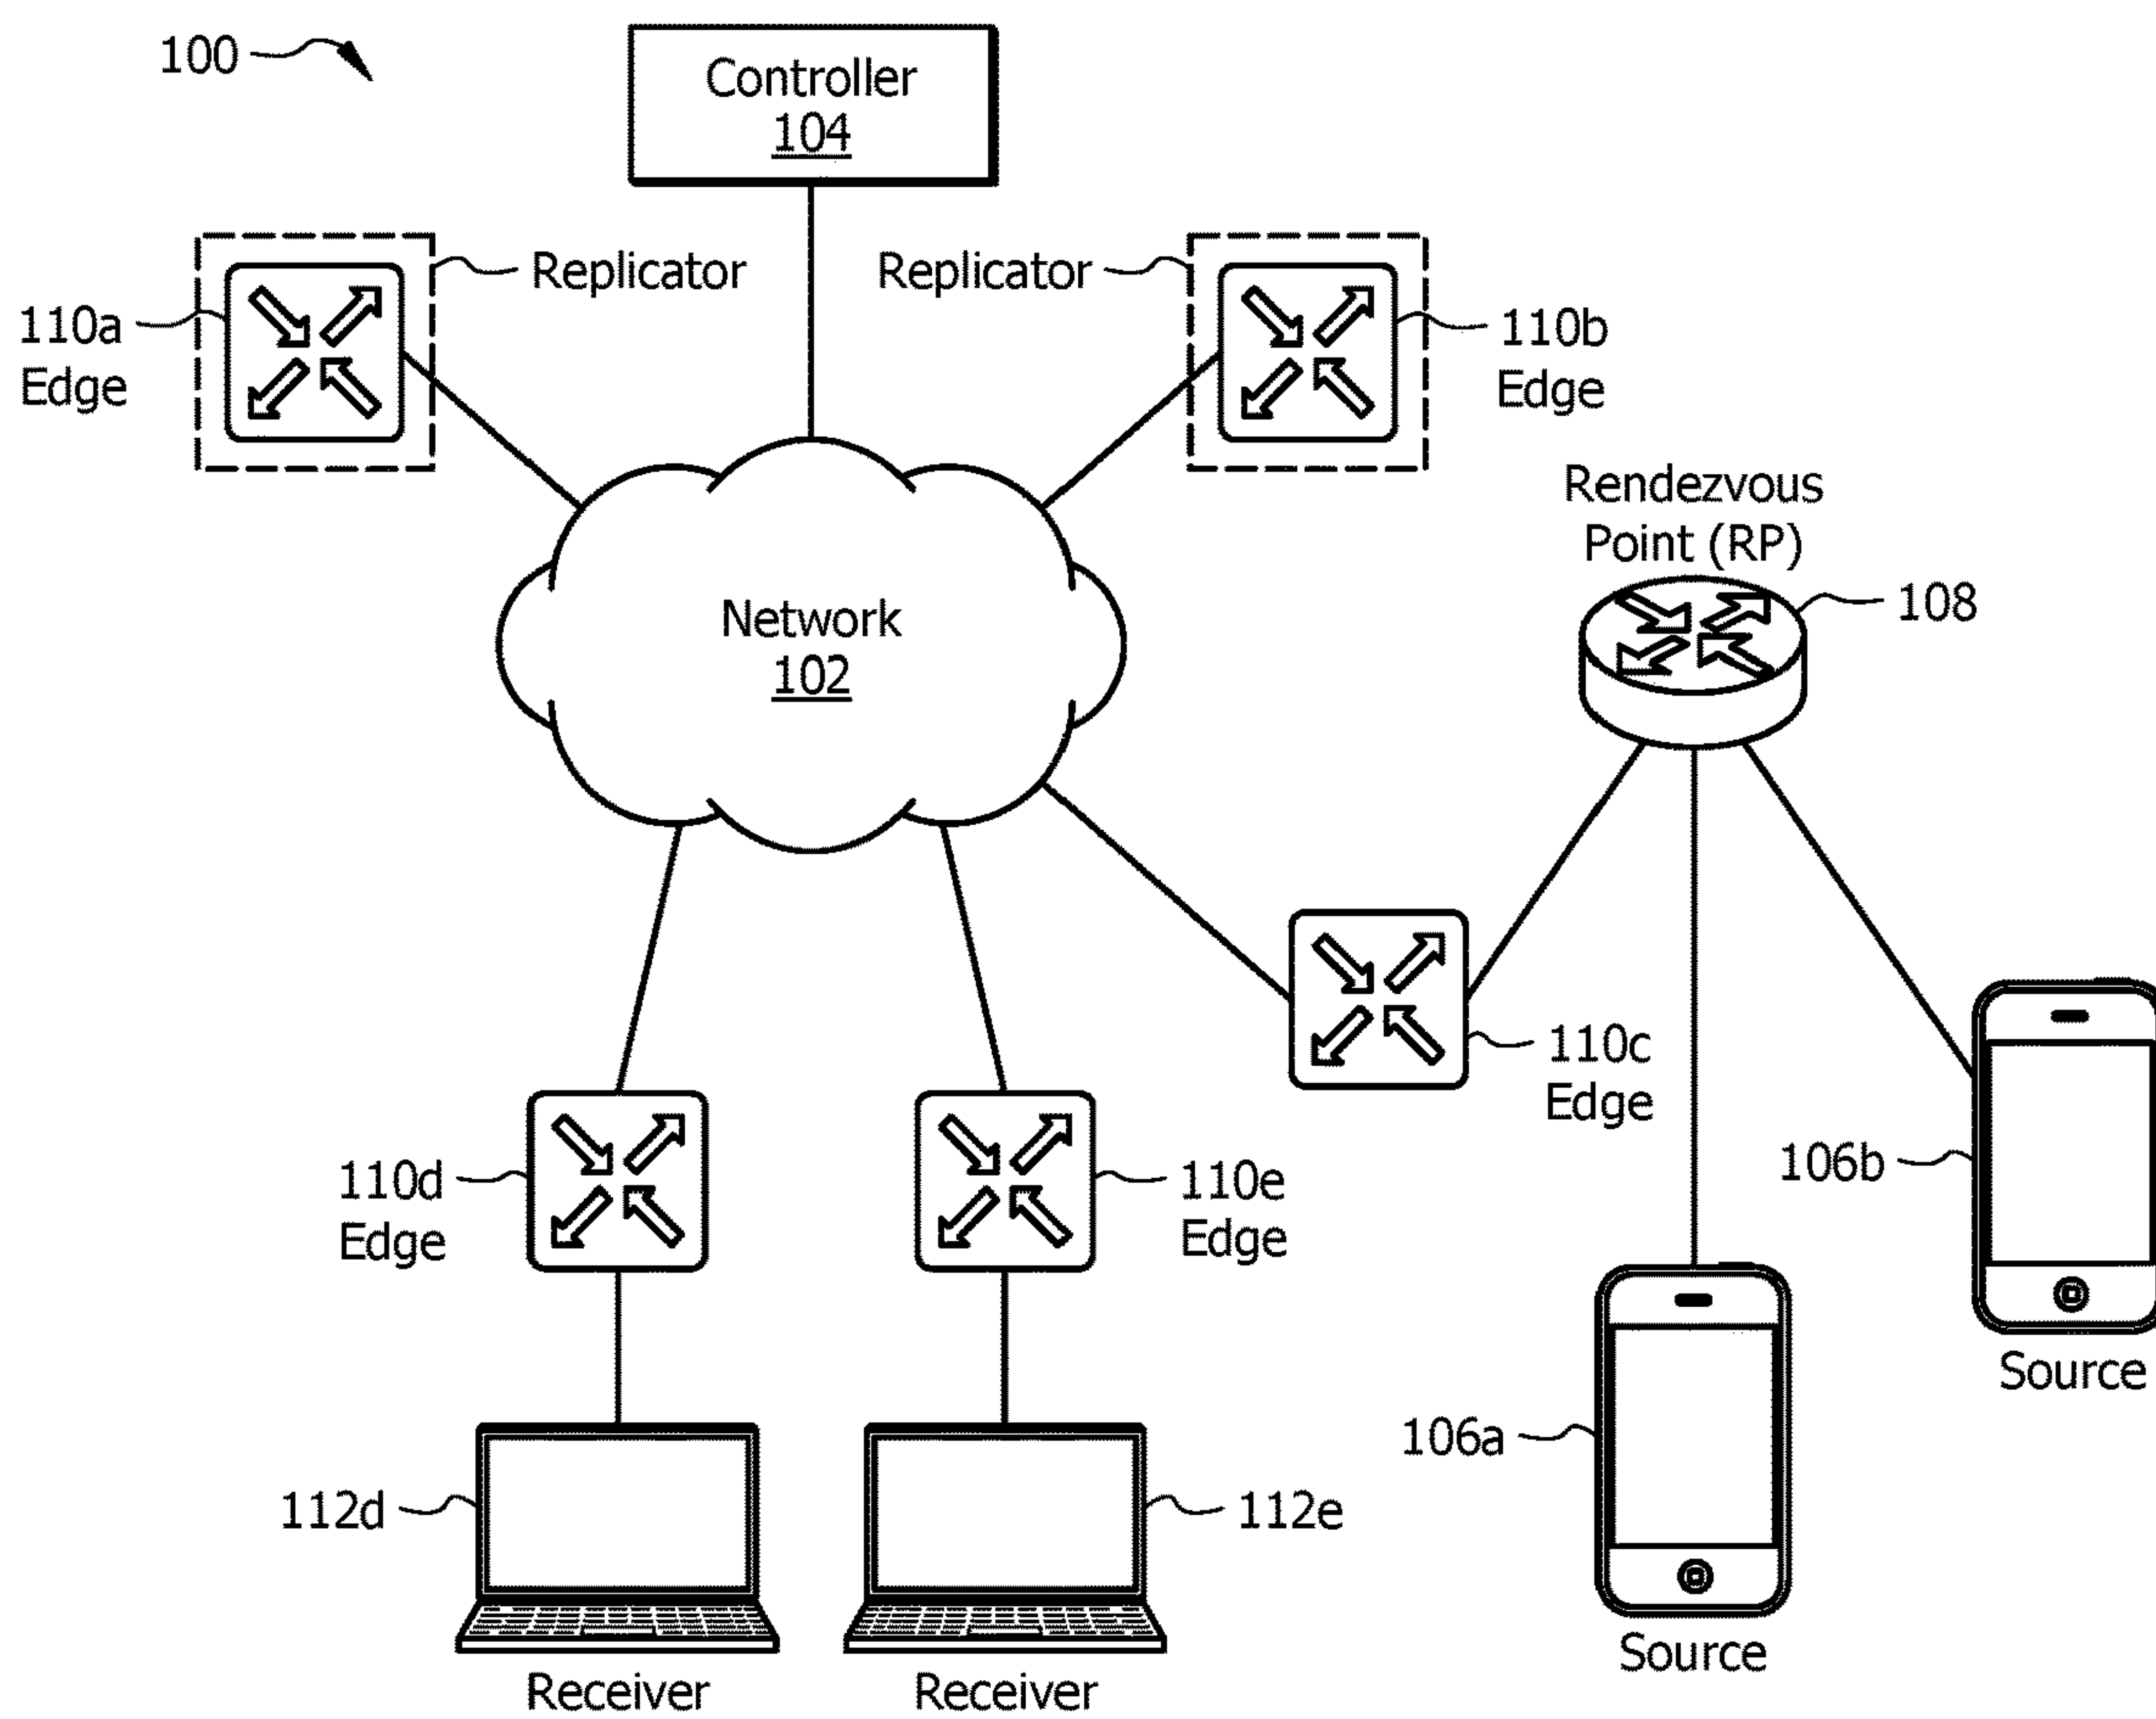 100
Controller
104
Replicator
Replicator
110a
Edge
110b
Edge
Rendezvous
Point (RP)
108
Network
102
110c
Edge
106b
110d
Edge
110e
Edge
Source
106a
112d
112e
Source
Receiver
Receiver